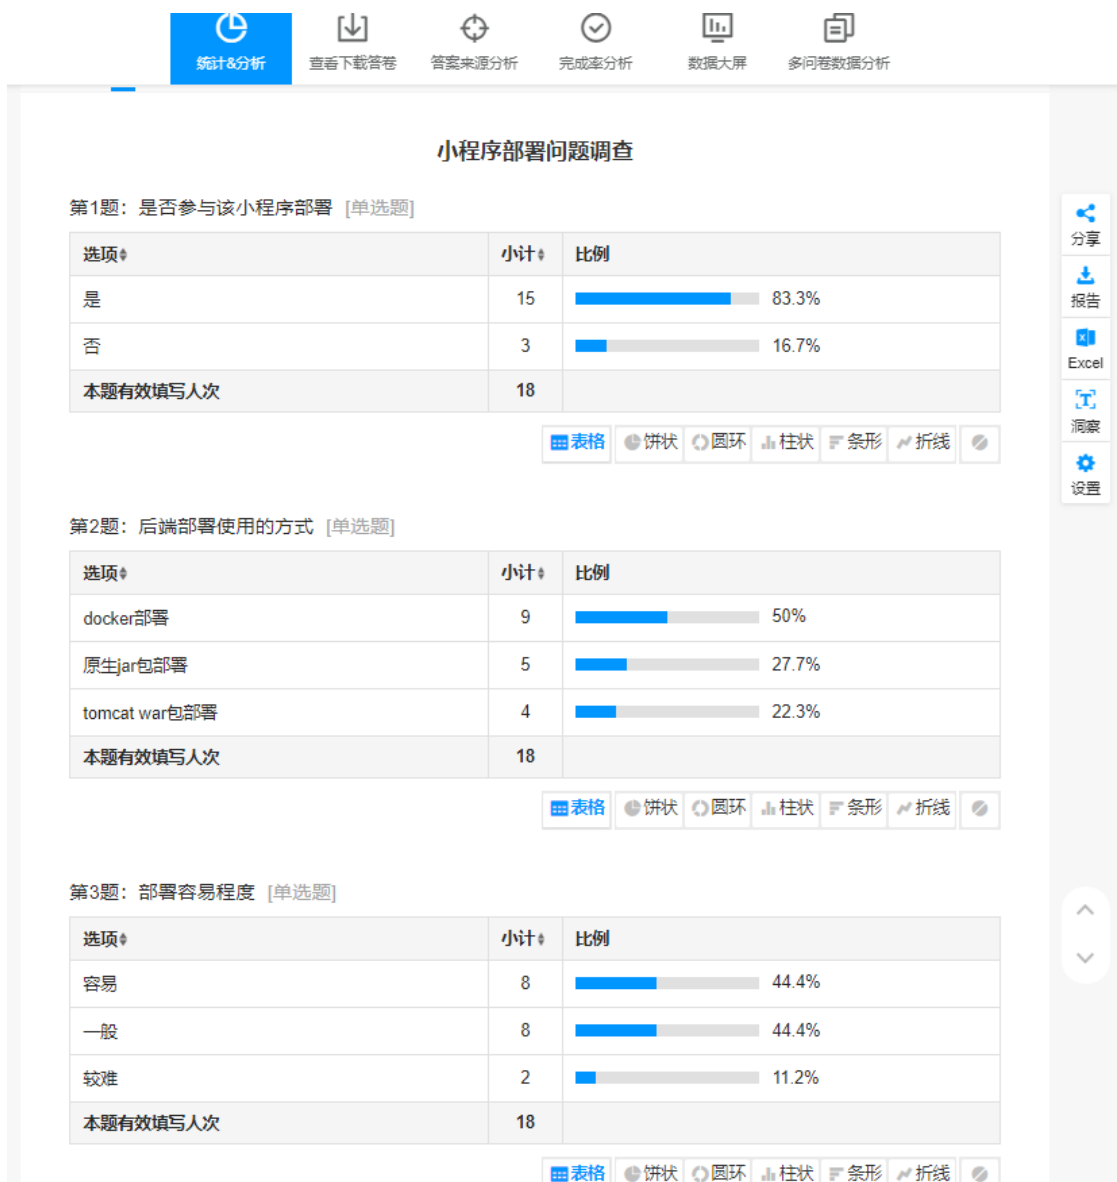 统计&分析 查看下载答卷 答案来源分析 完成率分析 数据大屏 多问卷数据分析
小程序部署问题调查
第1题：是否参与该小程序部署 [单选题]
选项 小计 比例
是 15 83.3%
否 3 16.7%
本题有效填写人次 18
表格 饼状 圆环 柱状 条形 折线
第2题：后端部署使用的方式 [单选题]
选项 小计 比例
docker部署 9 50%
原生jar包部署 5 27.7%
tomcat war包部署 4 22.3%
本题有效填写人次 18
表格 饼状 圆环 柱状 条形 折线
第3题：部署容易程度 [单选题]
选项 小计 比例
容易 8 44.4%
一般 8 44.4%
较难 2 11.2%
本题有效填写人次 18
表格 饼状 圆环 柱状 条形 折线
分享
报告
Excel
洞察
设置